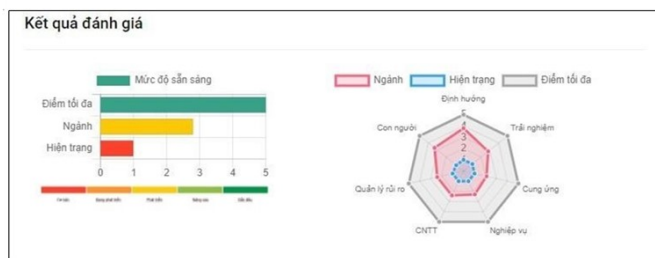 Kết quả đánh giá
Mức độ sẵn sàng
Điểm tối đa
Ngành
Hiện trạng
0 1 2 3 4 5
Ngành Hiện trạng Điểm tối đa
Định hướng
Con người
Trải nghiệm
5
4
3
2
Quản lý rủi ro
Cung ứng
CNTT
Nghiệp vụ